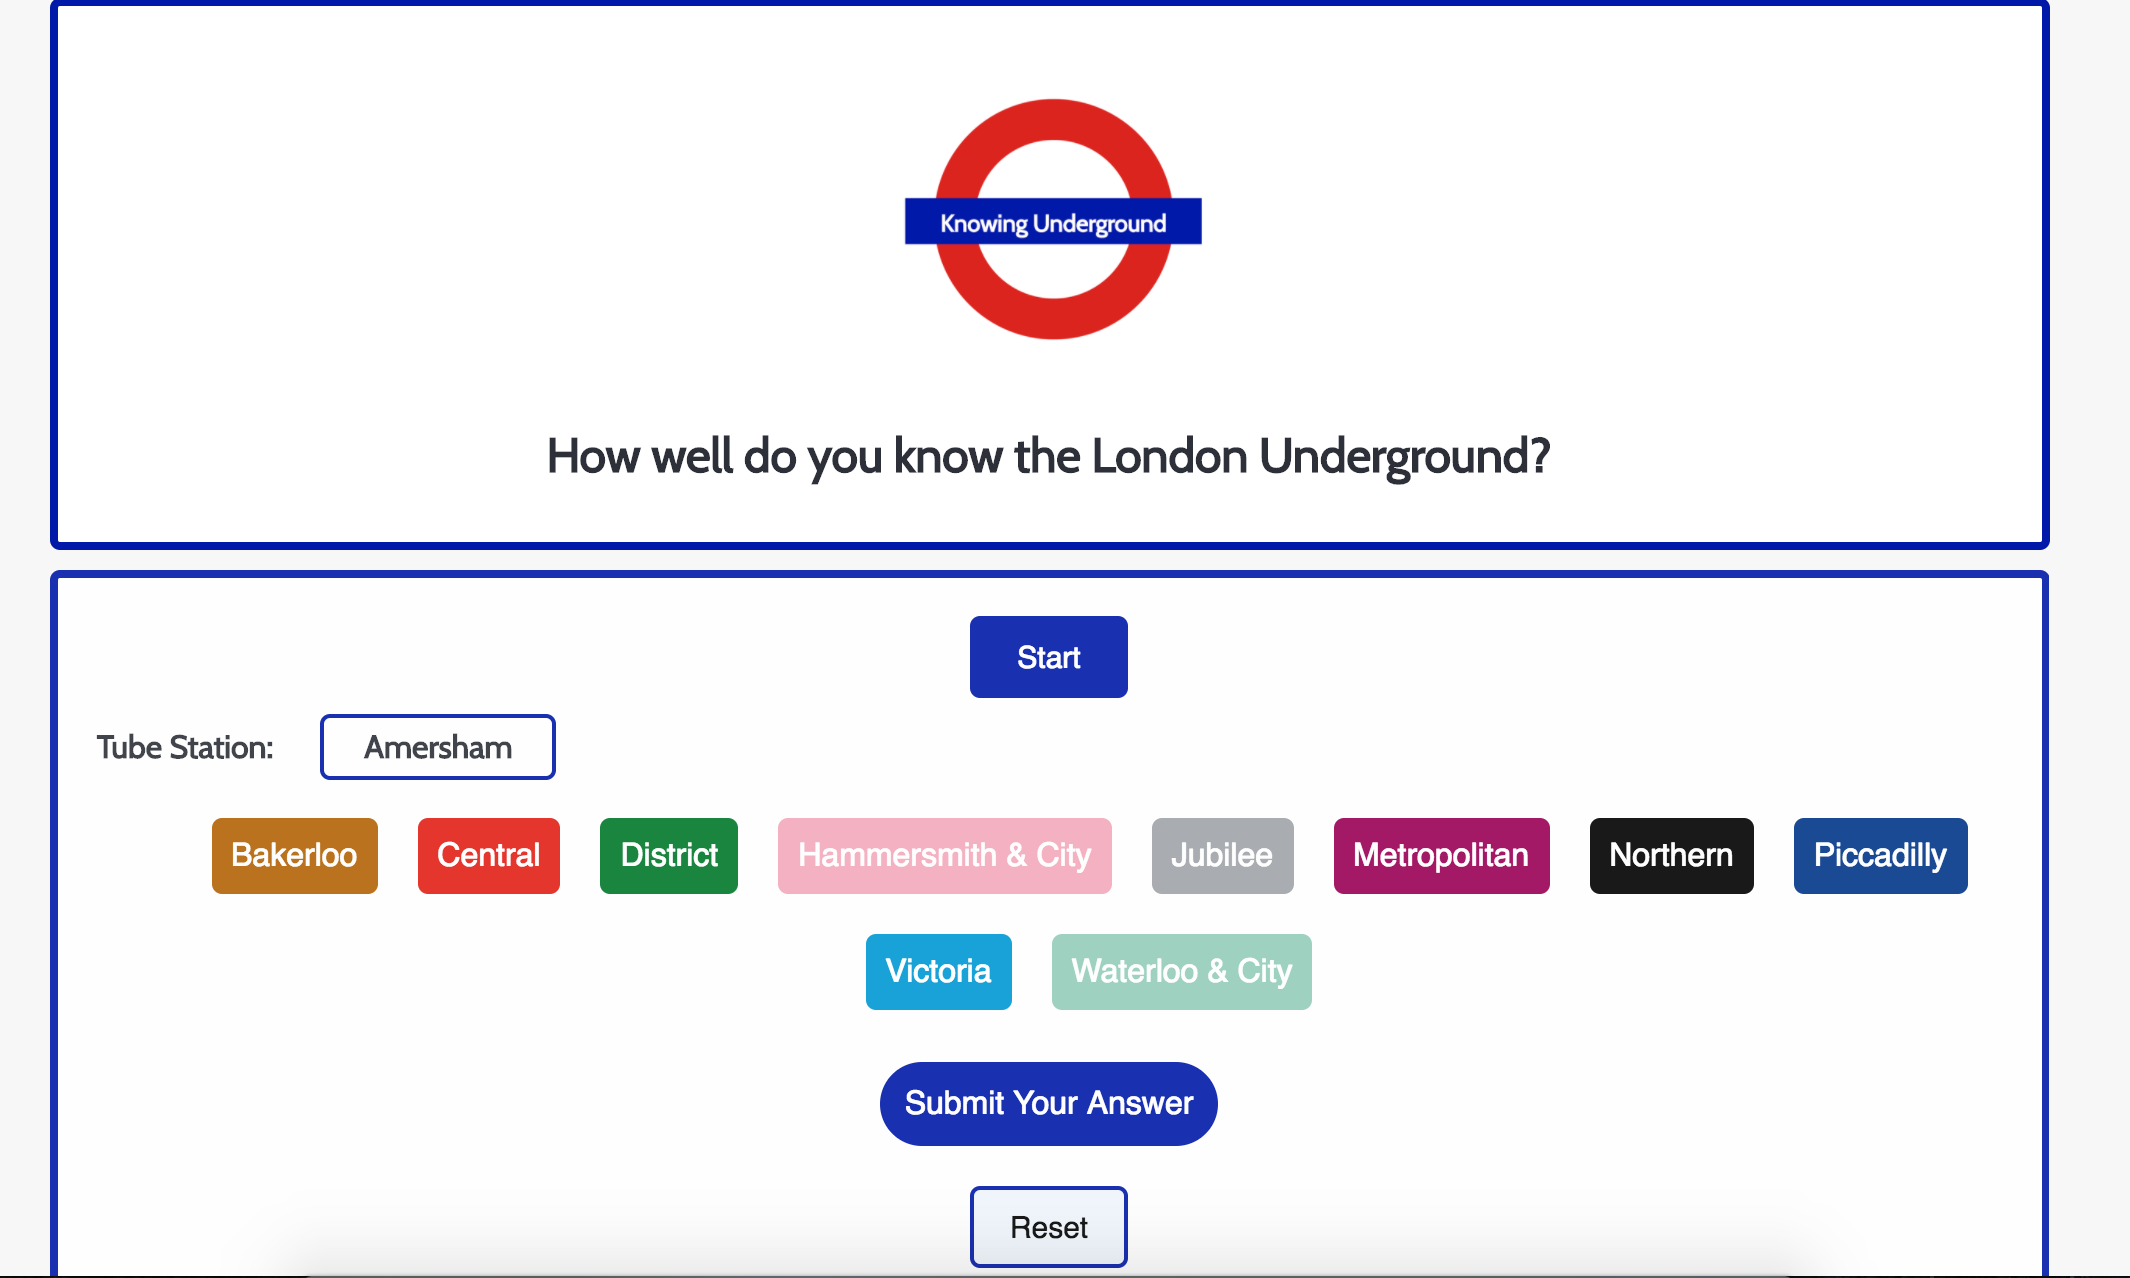 Knowing Underground
How well do you know the London Underground?
Start
Tube Station: Amersham
Bakerloo Central District Hammersmith & City Jubilee Metropolitan Northern Piccadilly
Victoria Waterloo & City
Submit Your Answer
Reset